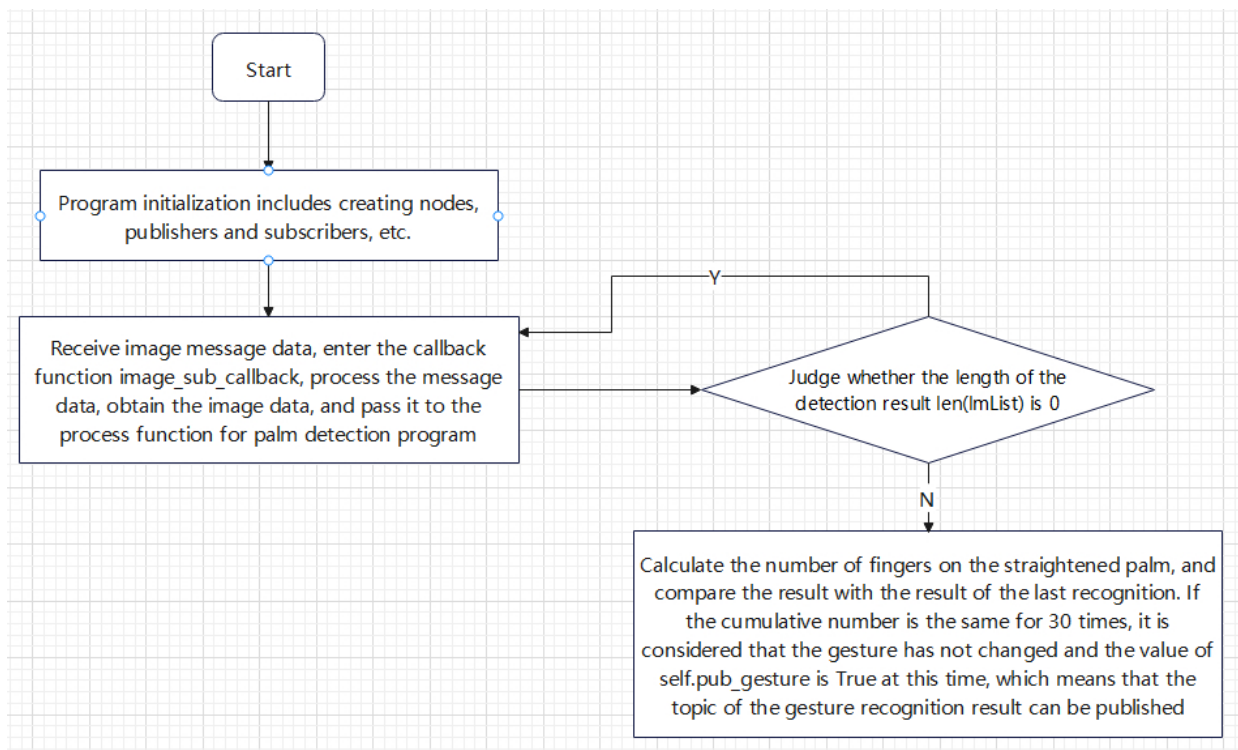 Start
Program initialization includes creating nodes,
publishers and subscribers, etc.
Y
Receive image message data, enter the callback
function image_sub_callback, process the message
data, obtain the image data, and pass it to the
process function for palm detection program
Judge whether the length of the
detection result len(lmList) is 0
N
Calculate the number of fingers on the straightened palm, and
compare the result with the result of the last recognition. If
the cumulative number is the same for 30 times, it is
considered that the gesture has not changed and the value of
self.pub_gesture is True at this time, which means that the
topic of the gesture recognition result can be published